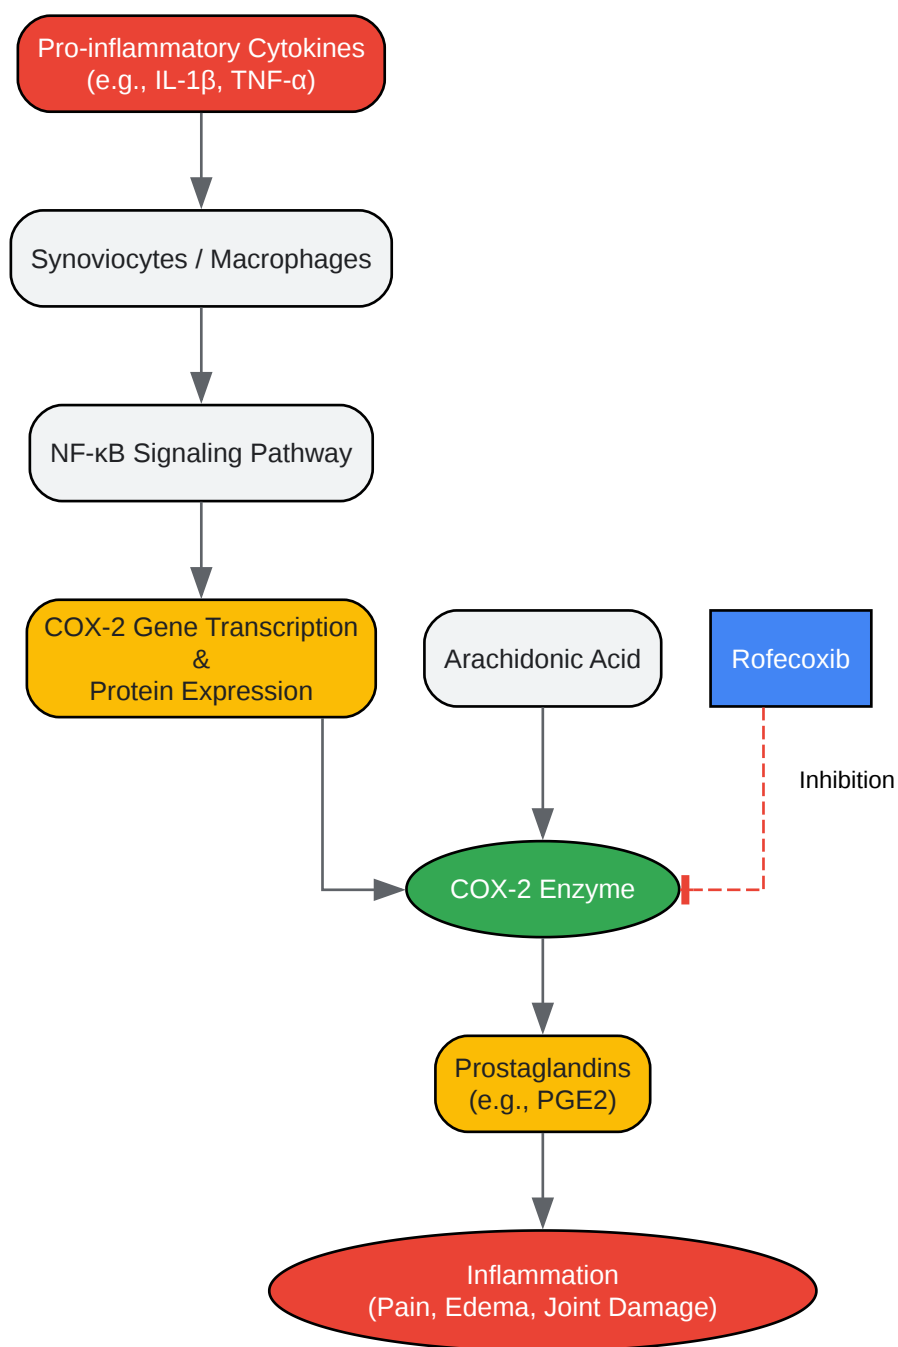 Pro-inflammatory Cytokines
(e.g., IL-1β, TNF-α)
Synoviocytes / Macrophages
NF-κB Signaling Pathway
COX-2 Gene Transcription
&
Protein Expression
Arachidonic Acid
Rofecoxib
Inhibition
COX-2 Enzyme
Prostaglandins
(e.g., PGE2)
Inflammation
(Pain, Edema, Joint Damage)